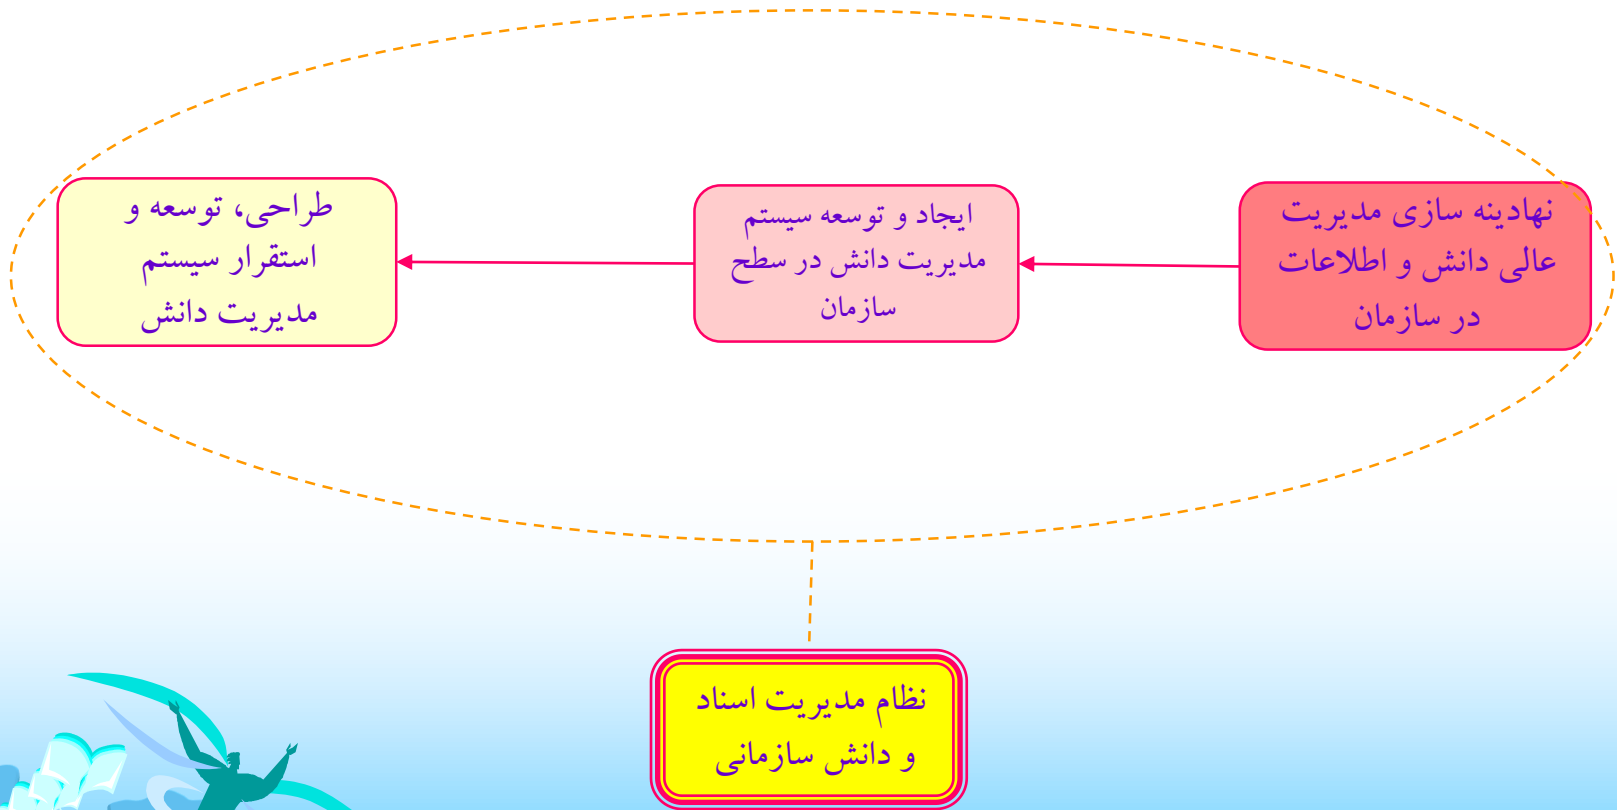 نهادینه سازی مدیریت
عالی دانش و اطلاعات
در سازمان
ایجاد و توسعه سیستم
مدیریت دانش در سطح
سازمان
طراحی، توسعه و
استقرار سیستم
مدیریت دانش
نظام مدیریت اسناد
و دانش سازمانی